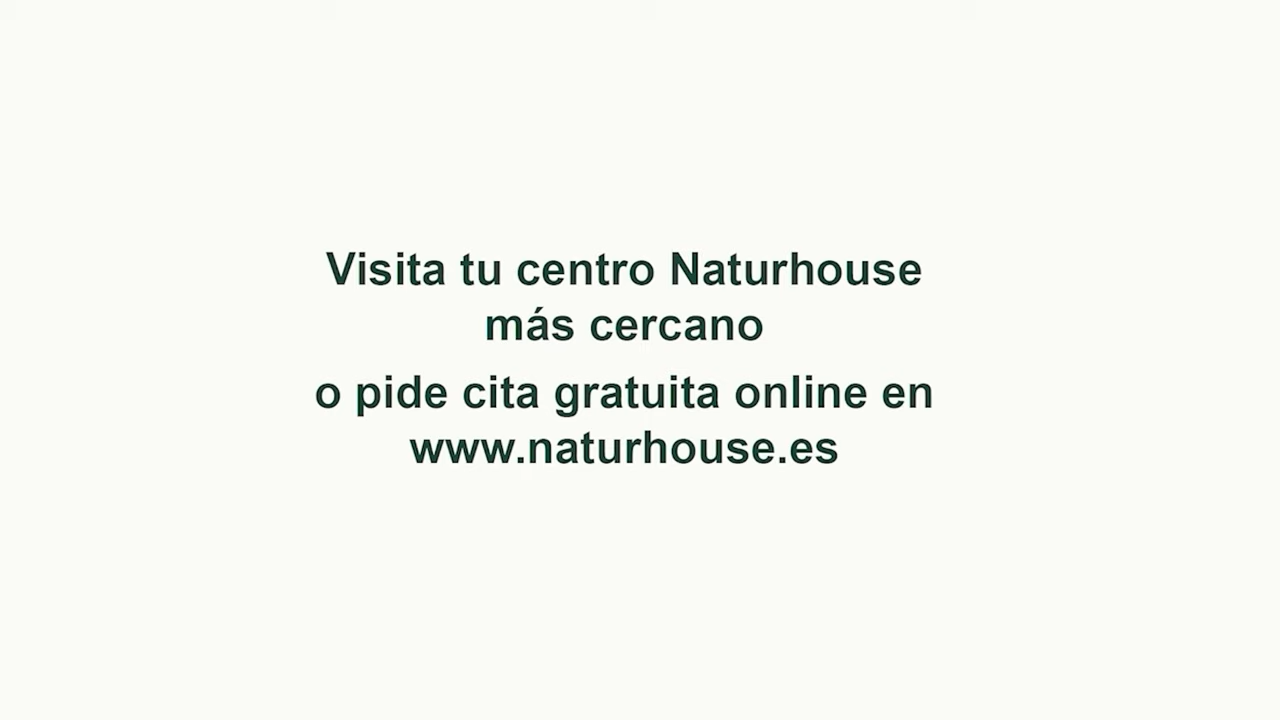 Visita tu centro Naturhouse
más cercano
o pide cita gratuita online en
www.naturhouse.es